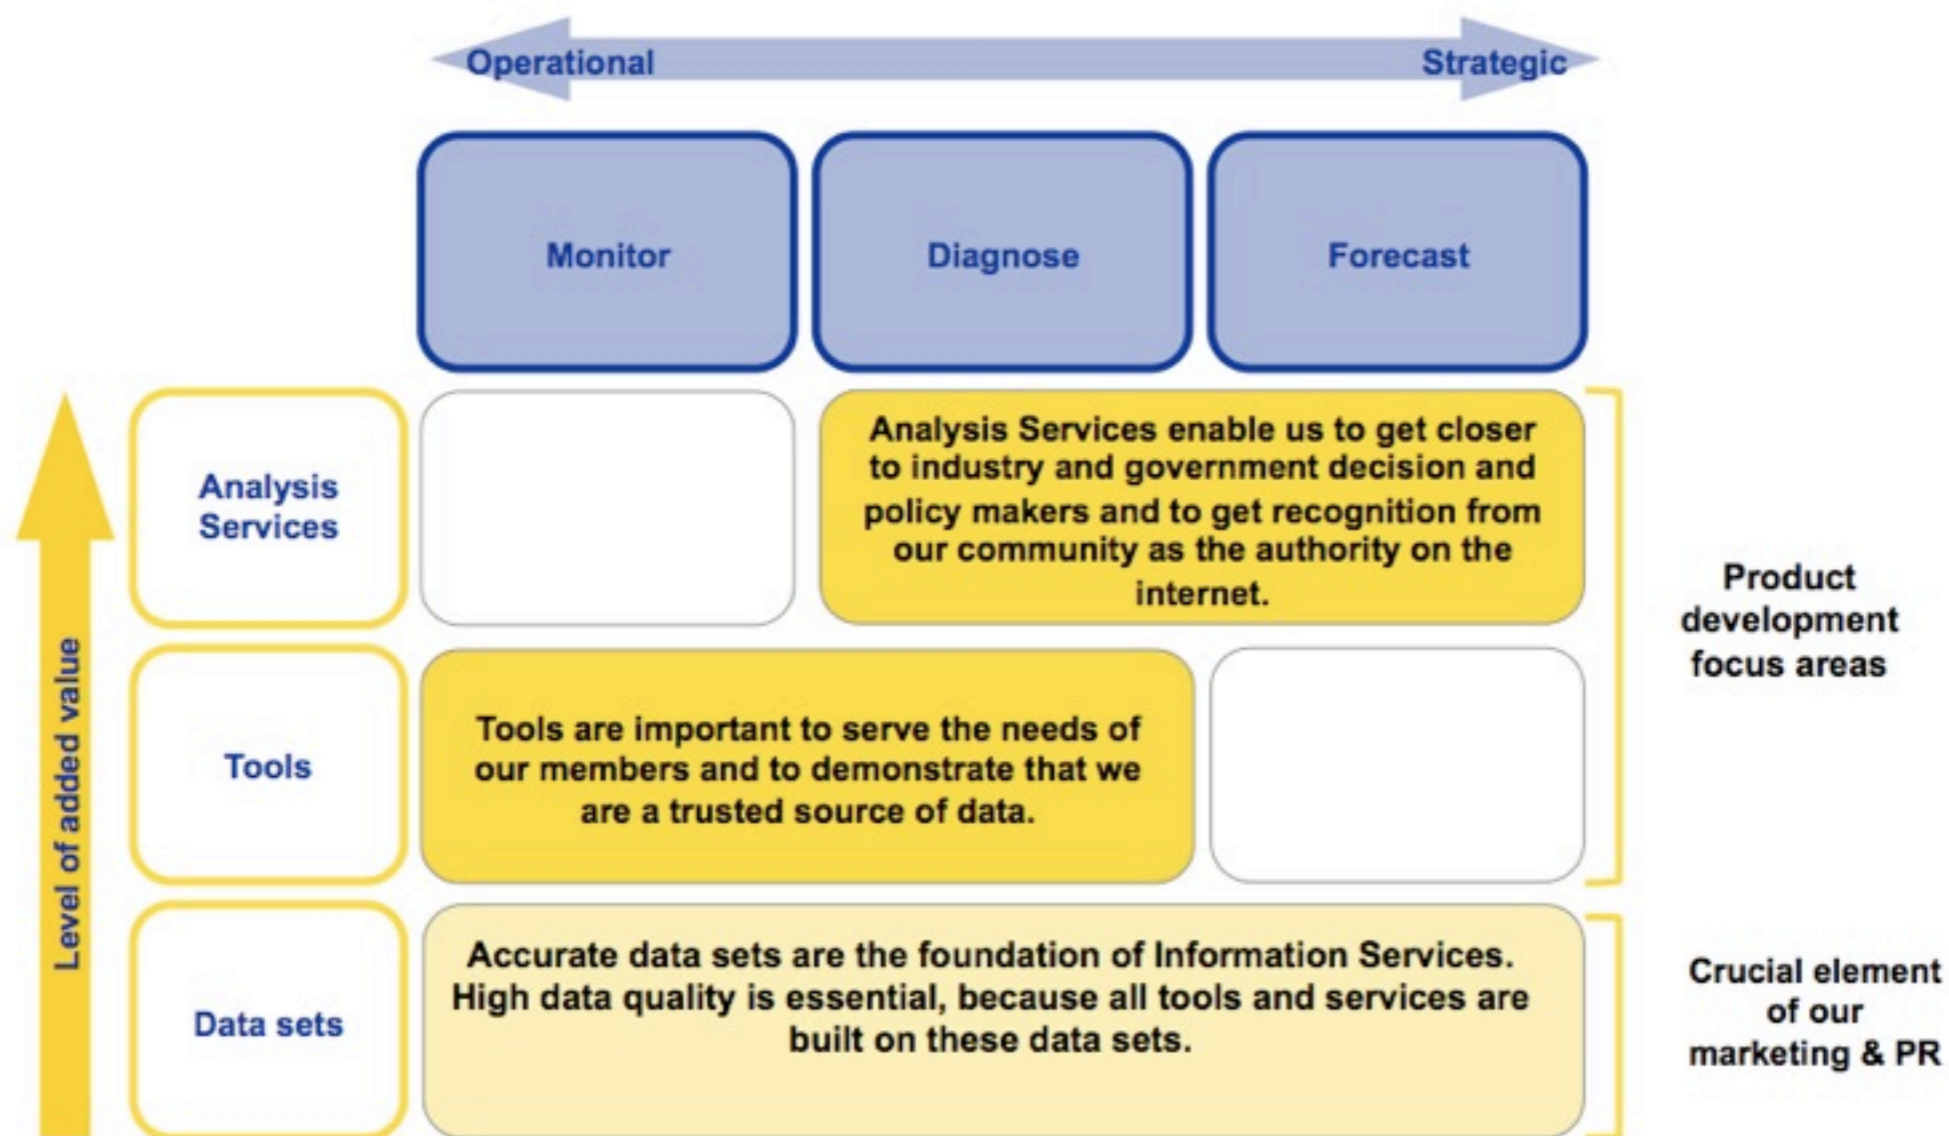 Operational
Strategic
Monitor
Diagnose
Forecast
Analysis
Services
Analysis Services enable us to get closer
to industry and government decision and
policy makers and to get recognition from
our community as the authority on the
internet.
Product
development
focus areas
Level of added value
Tools
Tools are important to serve the needs of
our members and to demonstrate that we
are a trusted source of data.
Data sets
Accurate data sets are the foundation of Information Services.
High data quality is essential, because all tools and services are
built on these data sets.
Crucial element
of our
marketing & PR